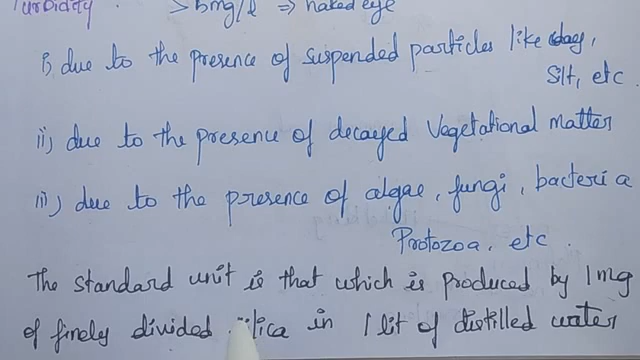 Turbidity. > 5mg/l => naked eye
i, due to the presence of suspended particles like clay,
Silt, etc
ii, due to the presence of decayed Vegetational matter
iii, due to the presence of algae, fungi, bacteria
Protozoa, etc.
The standard unit is that which is produced by 1mg
of finely divided silica in 1 lit of distilled water